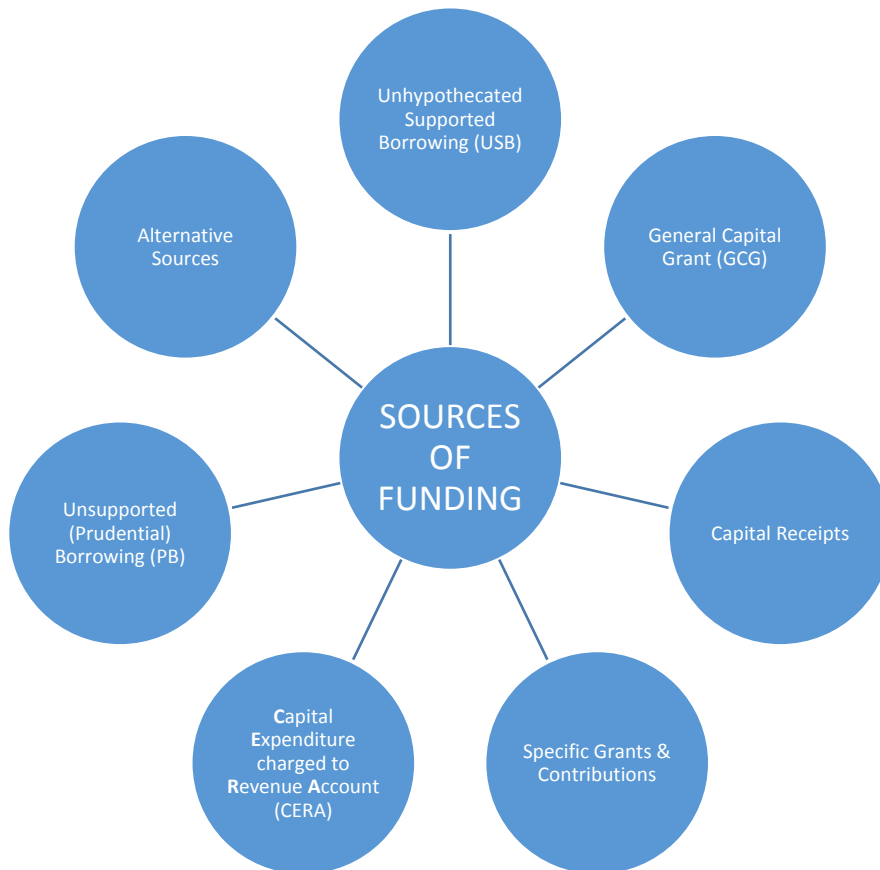 Unhypothecated
Supported
Borrowing (USB)
General Capital
Grant (GCG)
Capital Receipts
Specific Grants &
Contributions
Capital
Expenditure
charged to
Revenue Account
(CERA)
Unsupported
(Prudential)
Borrowing (PB)
Alternative
Sources
SOURCES
OF
FUNDING